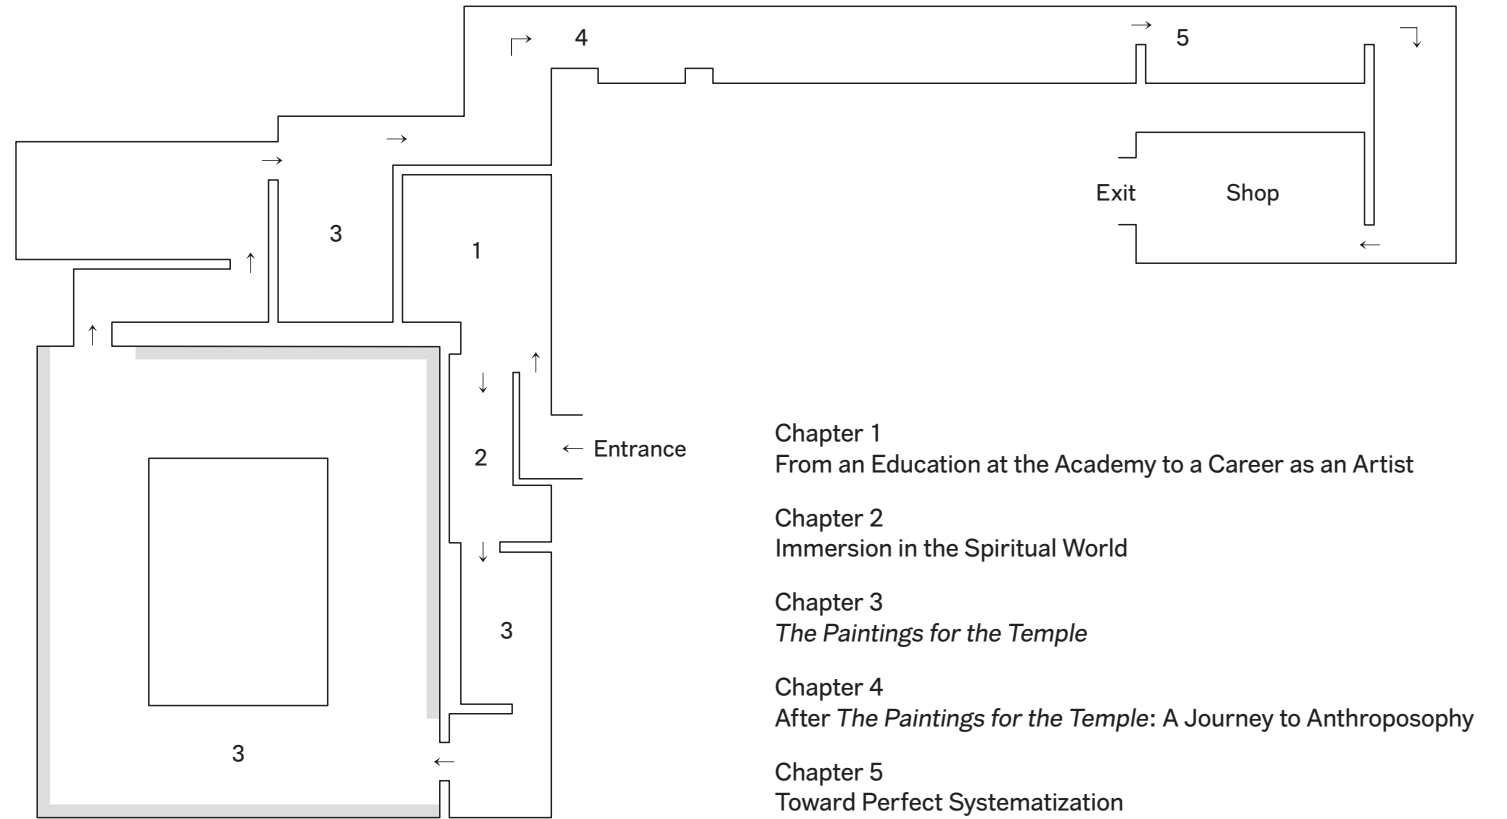 4
5
3
1
Exit
Shop
2
Entrance
3
3
Chapter 1
From an Education at the Academy to a Career as an Artist
Chapter 2
Immersion in the Spiritual World
Chapter 3
The Paintings for the Temple
Chapter 4
After The Paintings for the Temple: A Journey to Anthroposophy
Chapter 5
Toward Perfect Systematization